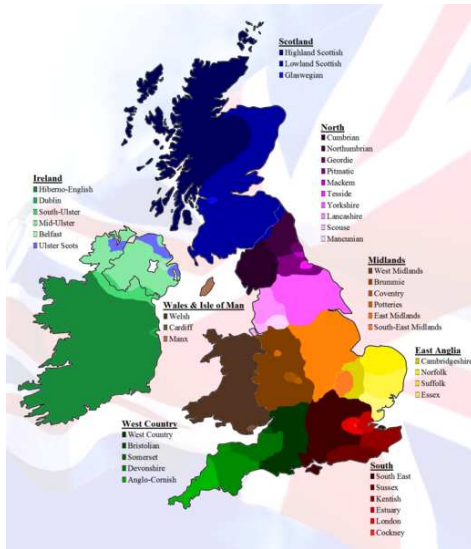 Scotland
Highland Scottish
Lowland Scottish
Glaswegian
North
Cumbrian
Northumbrian
Geordie
Pitmatic
Mackem
Tesside
Yorkshire
Lancashire
Scouse
Mancunian
Ireland
Hiberno-English
Dublin
South-Ulster
Mid-Ulster
Belfast
Ulster Scots
Midlands
West Midlands
Brummie
Coventry
Potteries
East Midlands
South-East Midlands
Wales & Isle of Man
Welsh
Cardiff
Manx
East Anglia
Cambridgeshire
Norfolk
Suffolk
Essex
West Country
West Country
Bristolian
Somerset
Devonshire
Anglo-Cornish
South
South East
Sussex
Kentish
Estuary
London
Cockney